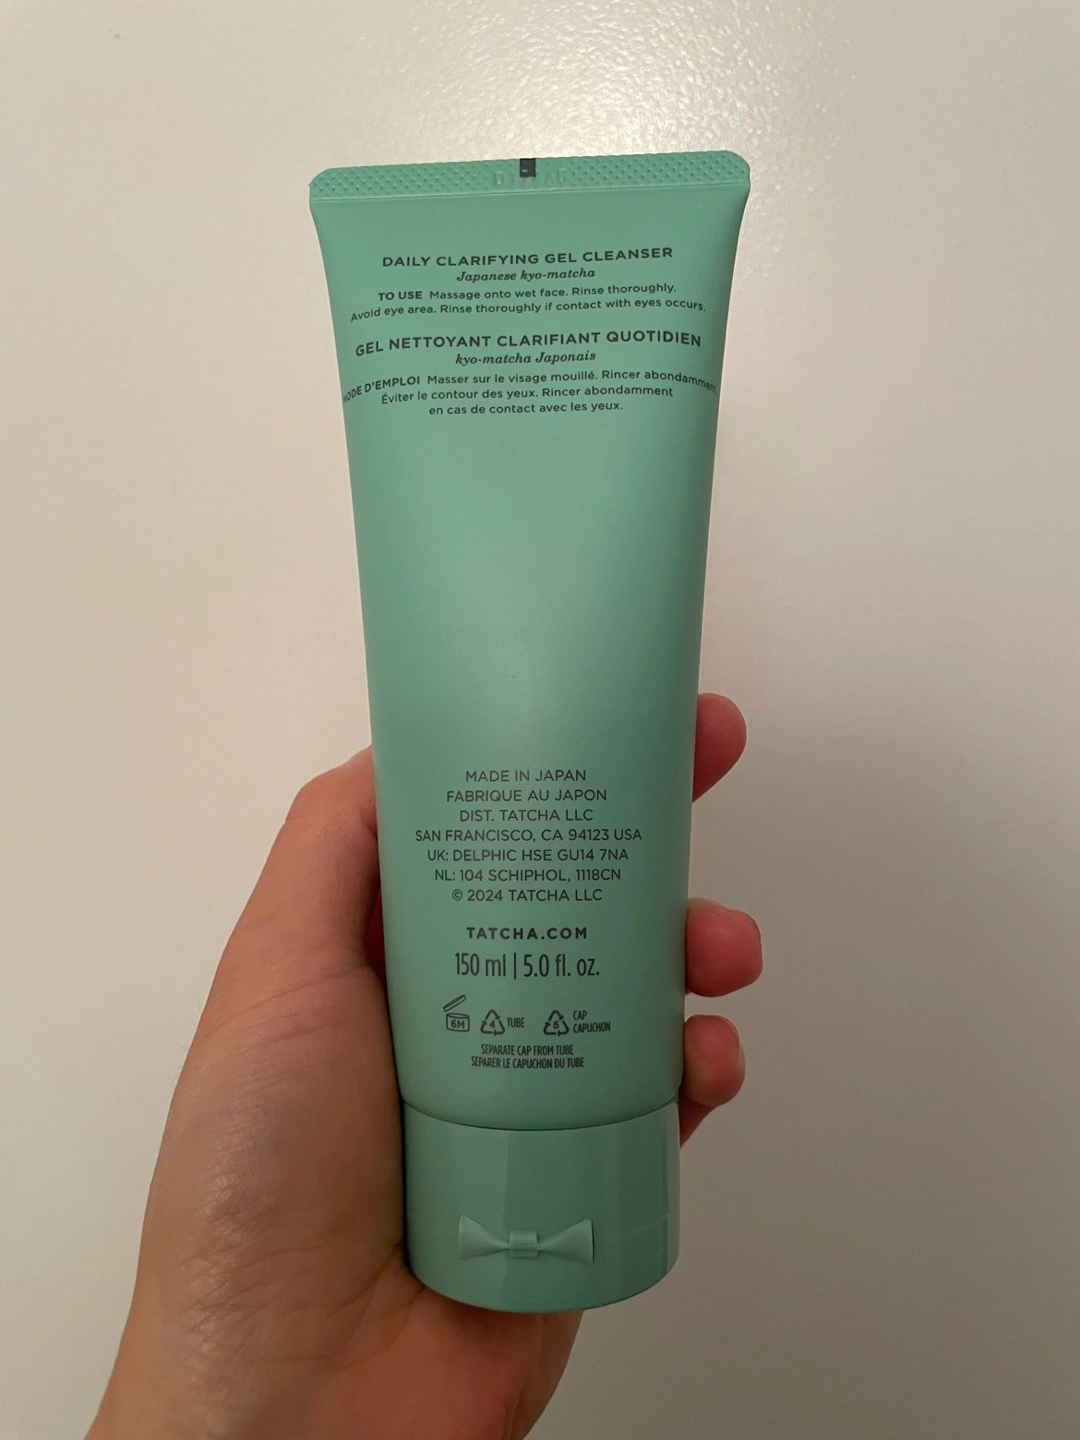 DAILY CLARIFYING GEL CLEANSER
Japanese kyo-matcha
TO USE Massage onto wet face. Rinse thoroughly.
Avoid eye area. Rinse thoroughly if contact with eyes occurs.
GEL NETTOYANT CLARIFIANT QUOTIDIEN
kyo-matcha Japonais
MODE D'EMPLOI Masser sur le visage mouillé. Rincer abondamment.
Éviter le contour des yeux. Rincer abondamment
en cas de contact avec les yeux.
MADE IN JAPAN
FABRIQUE AU JAPON
DIST. TATCHA LLC
SAN FRANCISCO, CA 94123 USA
UK: DELPHIC HSE GU14 7NA
NL: 104 SCHIPHOL, 1118CN
© 2024 TATCHA LLC
TATCHA.COM
150 ml | 5.0 fl. oz.
6M 4 TUBE 5 CAP
CAPUCHON
SEPARATE CAP FROM TUBE
SEPARER LE CAPUCHON DU TUBE